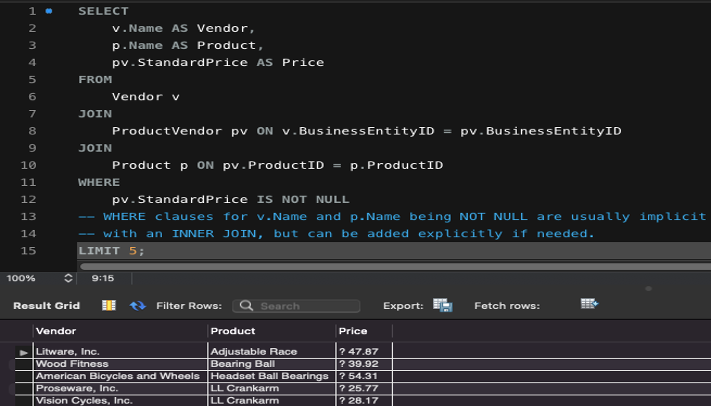 1 SELECT
2 v.Name AS Vendor,
3 p.Name AS Product,
4 pv.StandardPrice AS Price
5 FROM
6 Vendor v
7 JOIN
8 ProductVendor pv ON v.BusinessEntityID = pv.BusinessEntityID
9 JOIN
10 Product p ON pv.ProductID = p.ProductID
11 WHERE
12 pv.StandardPrice IS NOT NULL
13 -- WHERE clauses for v.Name and p.Name being NOT NULL are usually implicit
14 -- with an INNER JOIN, but can be added explicitly if needed.
15 LIMIT 5;
100% 9:15
Result Grid Filter Rows: Search Export: Fetch rows:
Vendor Product Price
Litware, Inc. Adjustable Race ? 47.87
Wood Fitness Bearing Ball ? 39.92
American Bicycles and Wheels Headset Ball Bearings ? 54.31
Proseware, Inc. LL Crankarm ? 25.77
Vision Cycles, Inc. LL Crankarm ? 28.17